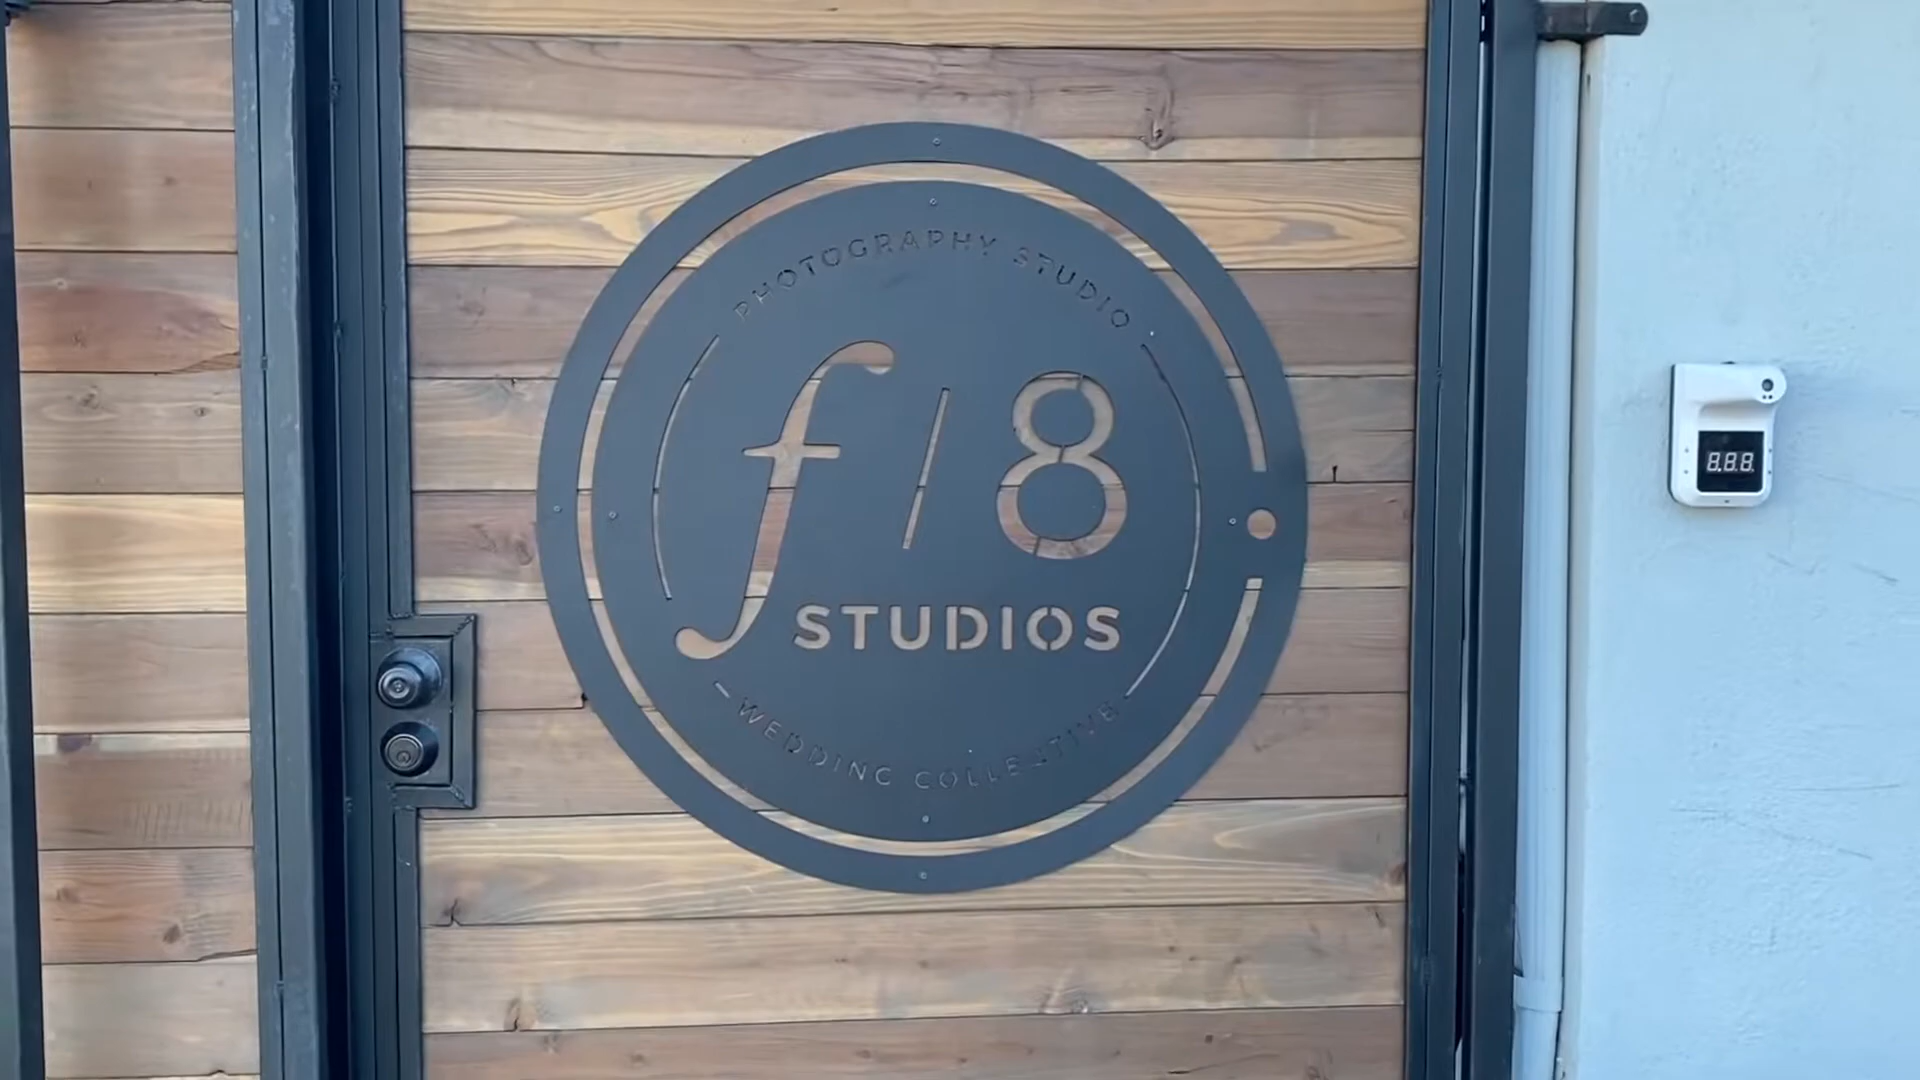 PHOTOGRAPHY STUDIO
f/8
STUDIOS
WEDDING COLLECTIVE
8.8.8.